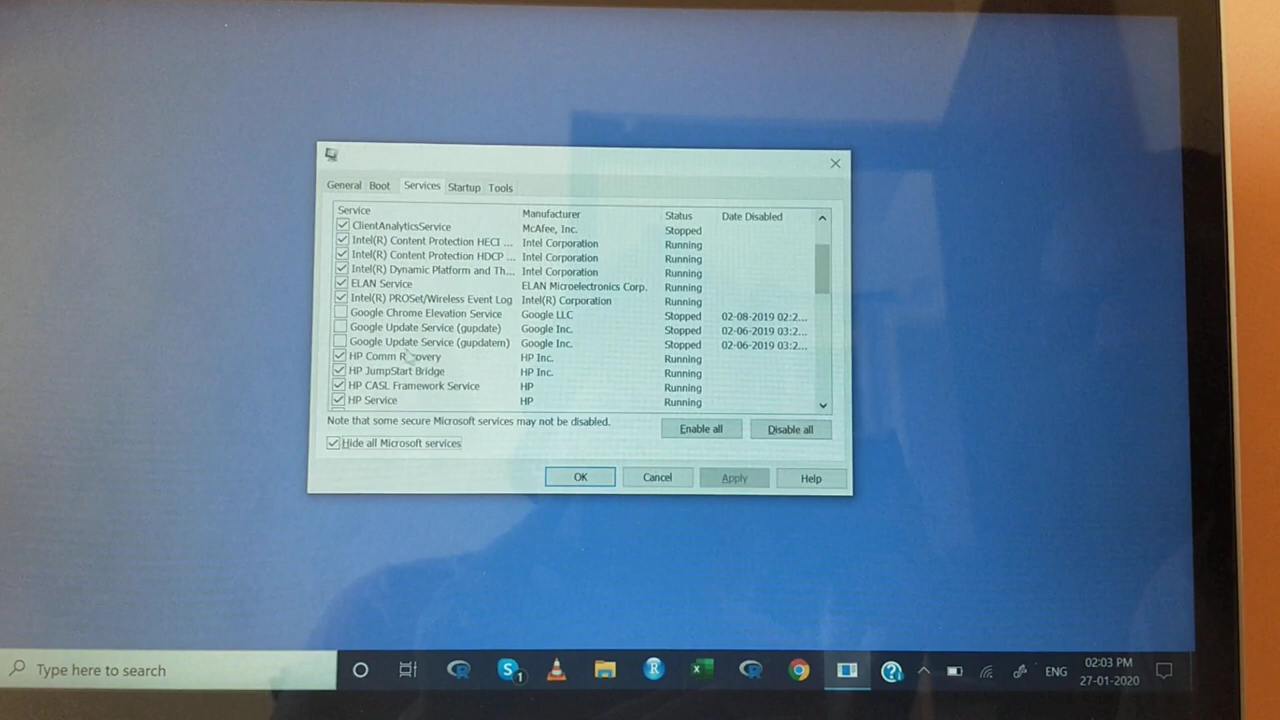 General Boot Services Startup Tools
Service Manufacturer Status Date Disabled
ClientAnalyticsService McAfee, Inc. Stopped
Intel(R) Content Protection HECI ... Intel Corporation Running
Intel(R) Content Protection HDCP ... Intel Corporation Running
Intel(R) Dynamic Platform and Th... Intel Corporation Running
ELAN Service ELAN Microelectronics Corp. Running
Intel(R) PROSet/Wireless Event Log Intel(R) Corporation Running
Google Chrome Elevation Service Google LLC Stopped 02-08-2019 02:2...
Google Update Service (gupdate) Google Inc. Stopped 02-06-2019 03:2...
Google Update Service (gupdatem) Google Inc. Stopped 02-06-2019 03:2...
HP Comm Recovery HP Inc. Running
HP JumpStart Bridge HP Inc. Running
HP CASL Framework Service HP Running
HP Service HP Running
Note that some secure Microsoft services may not be disabled.
Enable all Disable all
Hide all Microsoft services
OK Cancel Apply Help
Type here to search
R S 1 R X R ? ENG
02:03 PM
27-01-2020